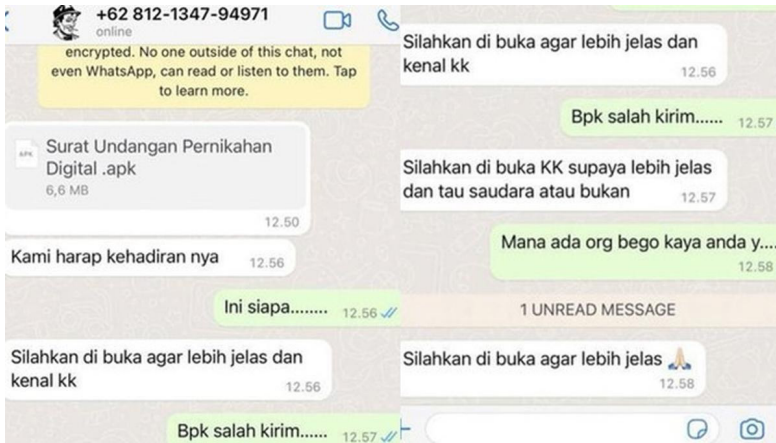 +62 812-1347-94971
online
encrypted. No one outside of this chat, not
even WhatsApp, can read or listen to them. Tap
to learn more.
APK
Surat Undangan Pernikahan
Digital .apk
6,6 MB
12.50
Kami harap kehadiran nya 12.56
Ini siapa........ 12.56
Silahkan di buka agar lebih jelas dan
kenal kk 12.56
Bpk salah kirim...... 12.57
Silahkan di buka agar lebih jelas dan
kenal kk 12.56
Bpk salah kirim...... 12.57
Silahkan di buka KK supaya lebih jelas
dan tau saudara atau bukan 12.57
Mana ada org bego kaya anda y....
12.58
1 UNREAD MESSAGE
Silahkan di buka agar lebih jelas 🙏🏻
12.58